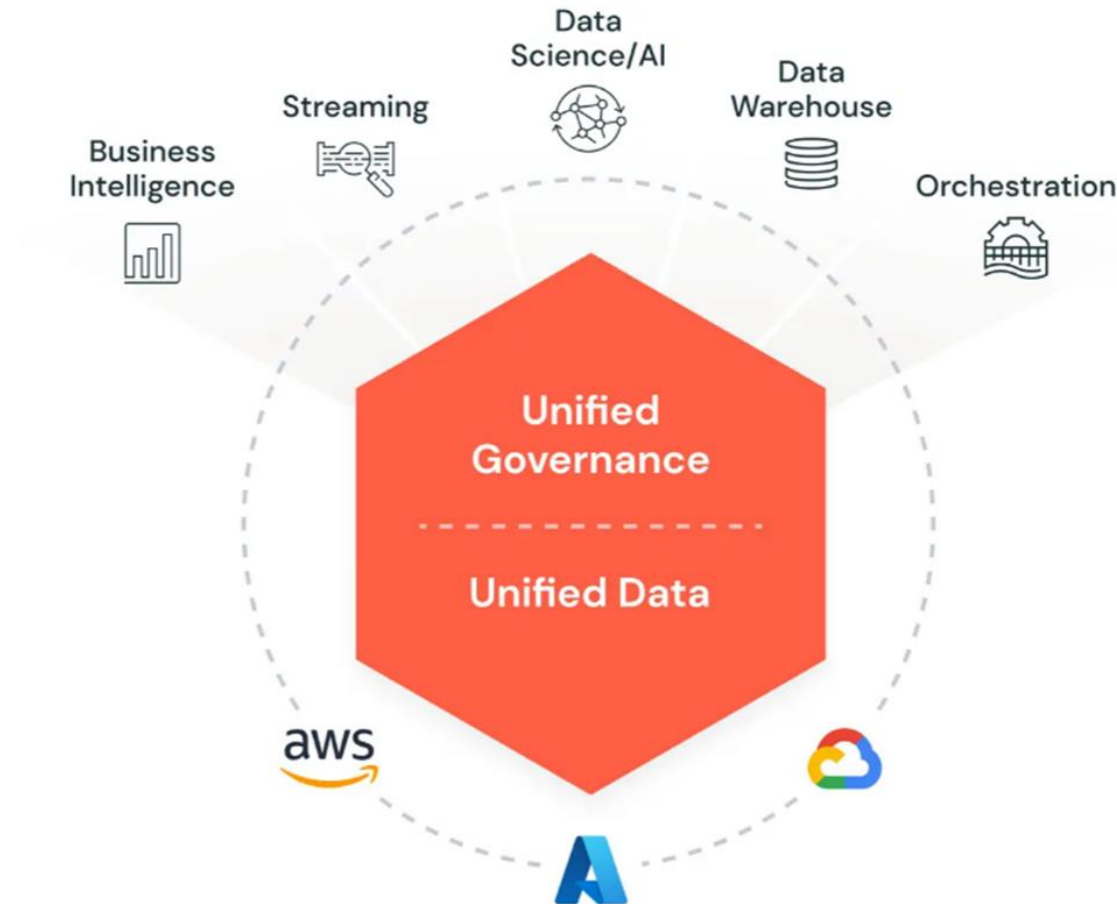 Data
Science/AI
Data
Warehouse
Streaming
Business
Intelligence
Orchestration
Unified
Governance
Unified Data
aws